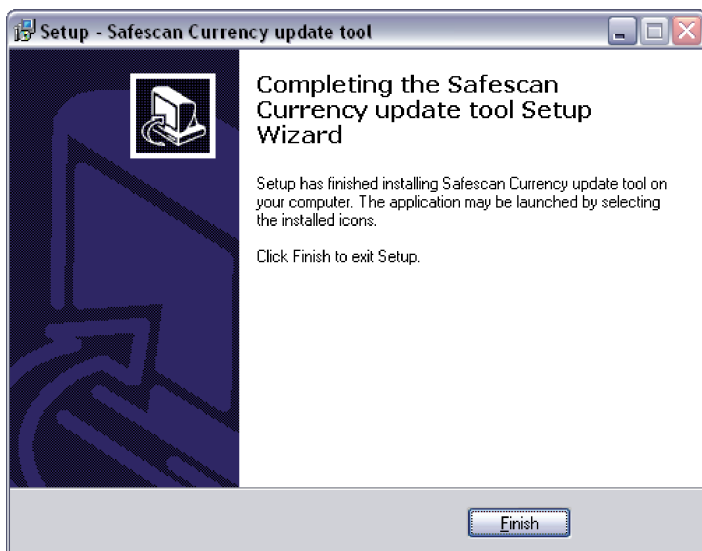 Setup - Safescan Currency update tool
Completing the Safescan
Currency update tool Setup
Wizard
Setup has finished installing Safescan Currency update tool on
your computer. The application may be launched by selecting
the installed icons.
Click Finish to exit Setup.
Finish